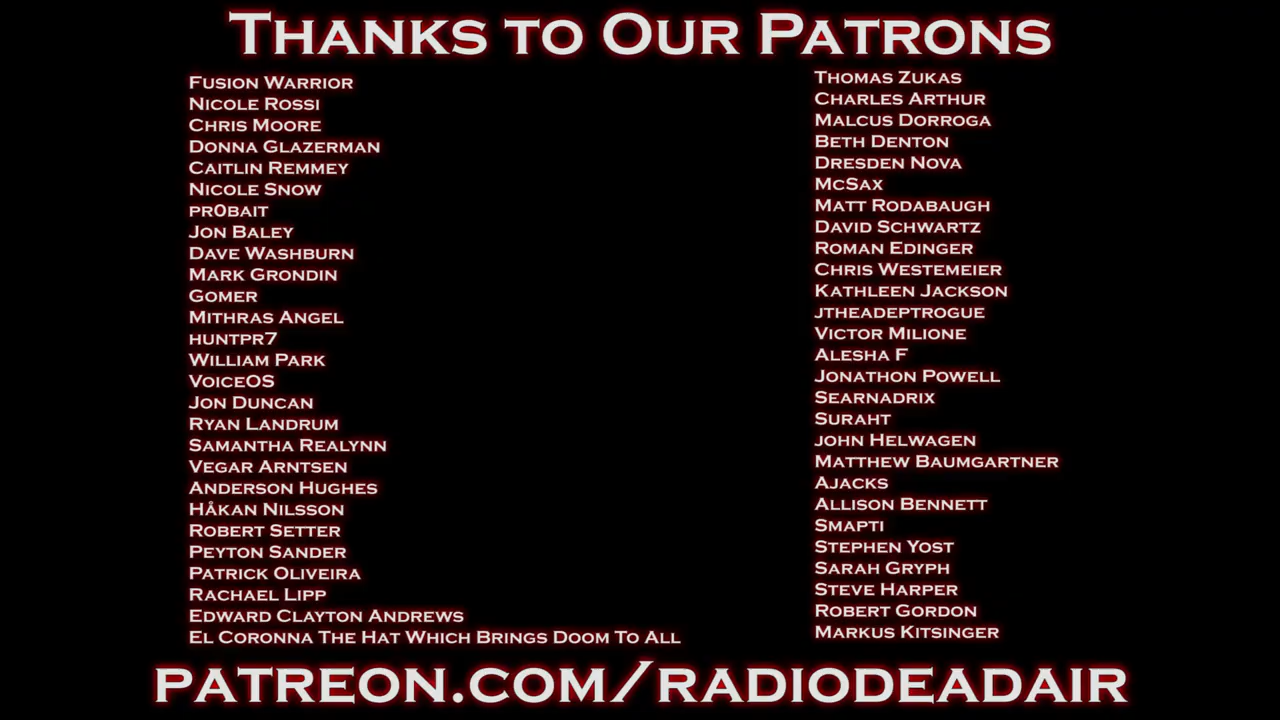 Thanks to Our Patrons
Fusion Warrior
Nicole Rossi
Chris Moore
Donna Glazerman
Caitlin Remmey
Nicole Snow
pr0bait
Jon Baley
Dave Washburn
Mark Grondin
Gomer
Mithras Angel
huntpr7
William Park
VoiceOS
Jon Duncan
Ryan Landrum
Samantha Realynn
Vegar Arntsen
Anderson Hughes
Håkan Nilsson
Robert Setter
Peyton Sander
Patrick Oliveira
Rachael Lipp
Edward Clayton Andrews
El Coronna The Hat Which Brings Doom To All
Thomas Zukas
Charles Arthur
Malcus Dorroga
Beth Denton
Dresden Nova
McSax
Matt Rodabaugh
David Schwartz
Roman Edinger
Chris Westemeier
Kathleen Jackson
jtheadeptrogue
Victor Milione
Alesha F
Jonathon Powell
Searnadrix
Suraht
john Helwagen
Matthew Baumgartner
Ajacks
Allison Bennett
Smapti
Stephen Yost
Sarah Gryph
Steve Harper
Robert Gordon
Markus Kitsinger
patreon.com/radiodeadair